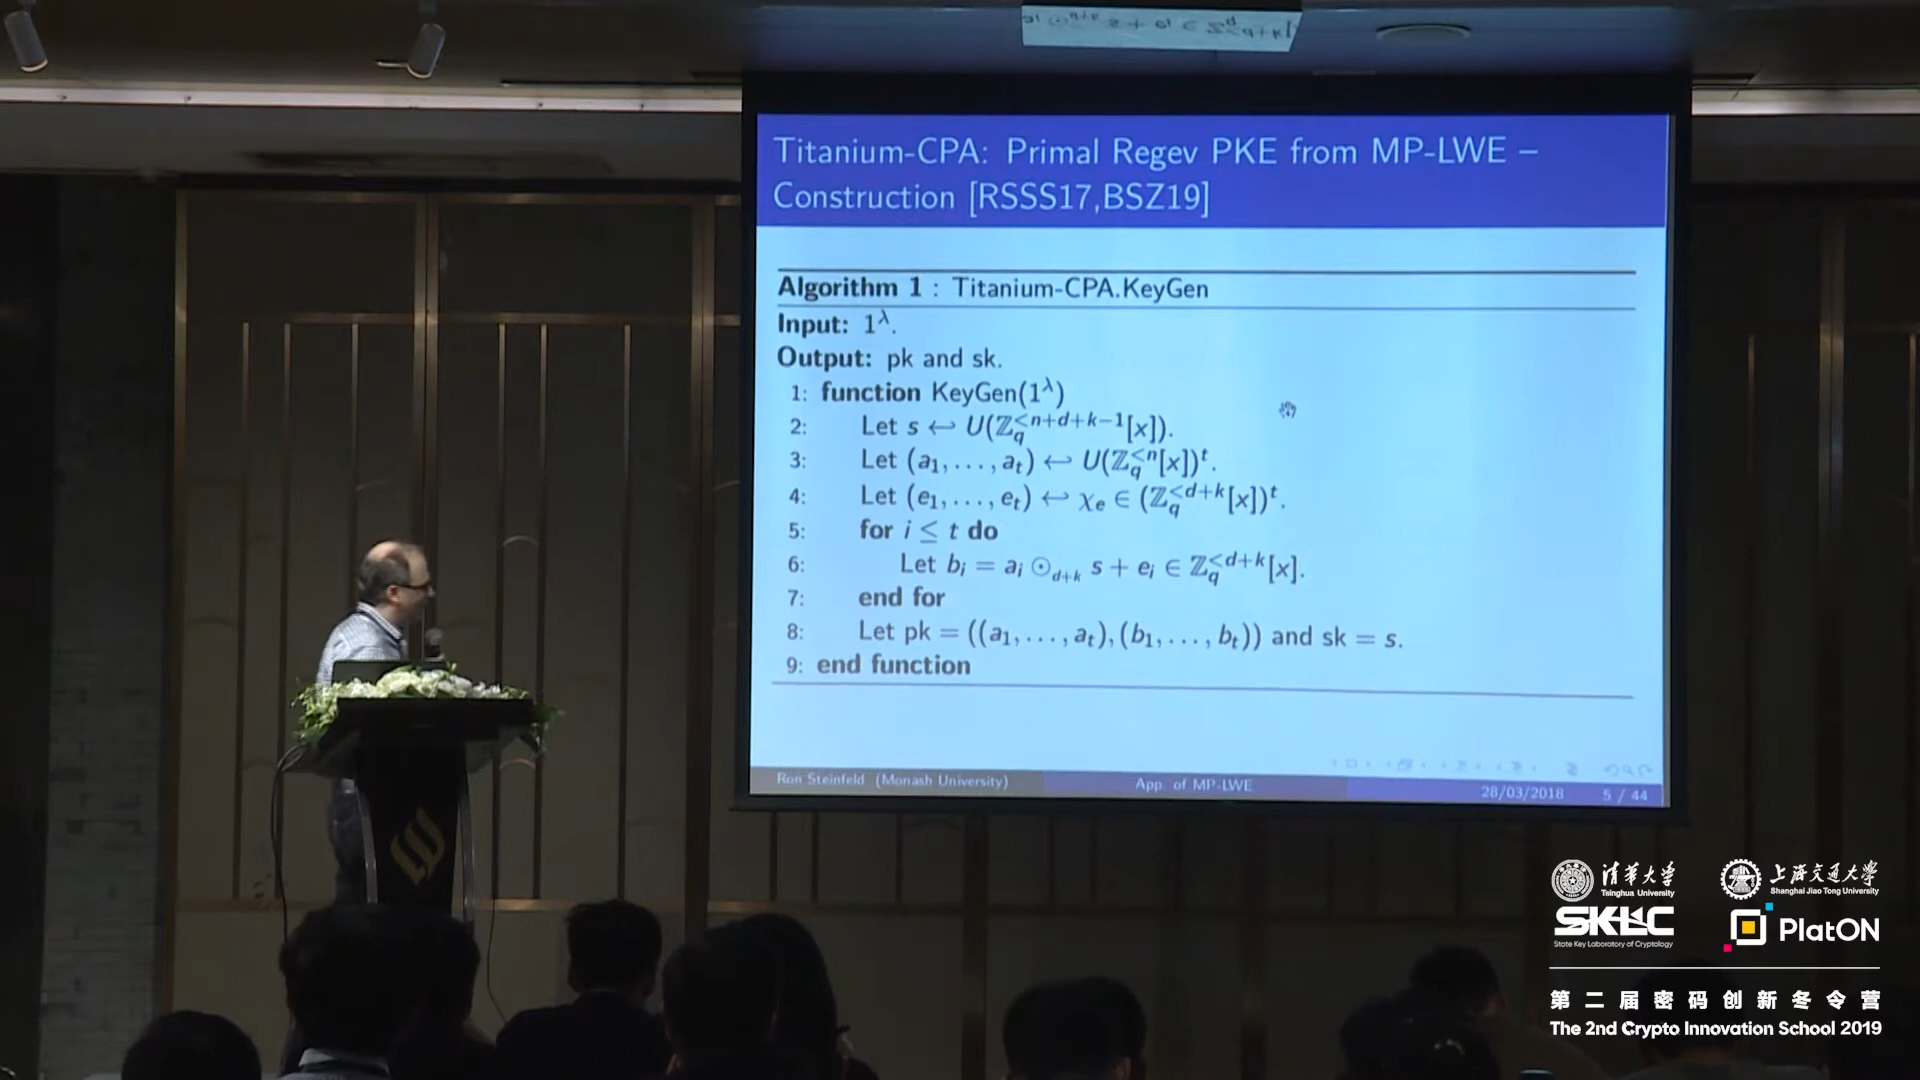 Titanium-CPA: Primal Regev PKE from MP-LWE –
Construction [RSSS17,BSZ19]
Algorithm 1 : Titanium-CPA.KeyGen
Input: 1^λ.
Output: pk and sk.
1: function KeyGen(1^λ)
2: Let s ↩ U(ℤ_q^{<n+d+k−1}[x]).
3: Let (a_1, . . . , a_t) ↩ U(ℤ_q^{<n}[x])^t.
4: Let (e_1, . . . , e_t) ↩ χ_e ∈ (ℤ_q^{<d+k}[x])^t.
5: for i ≤ t do
6: Let b_i = a_i ⊙_{d+k} s + e_i ∈ ℤ_q^{<d+k}[x].
7: end for
8: Let pk = ((a_1, . . . , a_t), (b_1, . . . , b_t)) and sk = s.
9: end function
Ron Steinfeld (Monash University) App. of MP-LWE 28/03/2018 5 / 44
清华大学 上海交通大学
Tsinghua University Shanghai Jiao Tong University
SKLC PlatON
State Key Laboratory of Cryptology
第二届密码创新冬令营
The 2nd Crypto Innovation School 2019